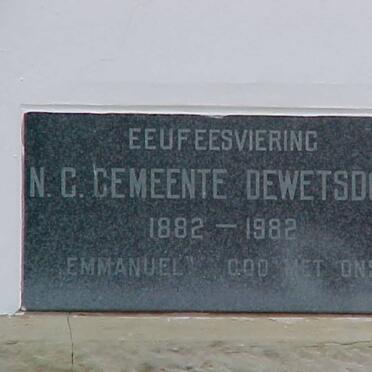 EEUFEESVIERING
N. G. GEMEENTE DEWETSDO
1882 — 1982
„EMMANUEL" GOD MET ONS